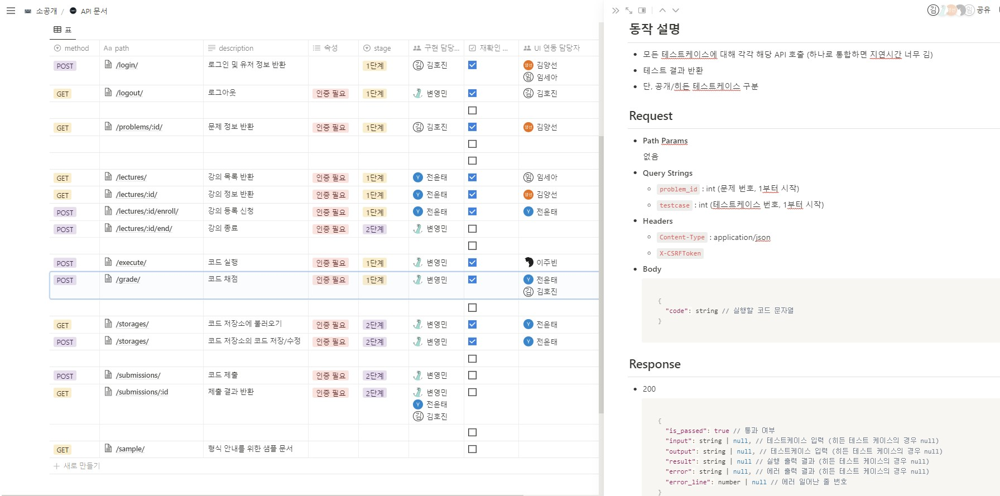 소공개 / API 문서
표
method Aa path description 속성 stage 구현 담당... 재확인 ... UI 연동 담당자
POST /login/ 로그인 및 유저 정보 반환 1단계 김호진 김양선
임세아
GET /logout/ 로그아웃 인증 필요 1단계 변영민 김호진
GET /problems/:id/ 문제 정보 반환 인증 필요 1단계 김호진 김양선
GET /lectures/ 강의 목록 반환 인증 필요 1단계 전윤태 임세아
GET /lectures/:id/ 강의 정보 반환 인증 필요 1단계 전윤태 김양선
POST /lectures/:id/enroll/ 강의 등록 신청 인증 필요 1단계 전윤태 전윤태
POST /lectures/:id/end/ 강의 종료 인증 필요 2단계 변영민
POST /execute/ 코드 실행 인증 필요 1단계 변영민 이주빈
POST /grade/ 코드 채점 인증 필요 1단계 변영민 전윤태
김호진
GET /storages/ 코드 저장소에 불러오기 인증 필요 2단계 변영민 전윤태
POST /storages/ 코드 저장소의 코드 저장/수정 인증 필요 2단계 변영민 전윤태
POST /submissions/ 코드 제출 인증 필요 2단계 변영민
GET /submissions/:id 제출 결과 반환 인증 필요 2단계 변영민
전윤태
김호진
GET /sample/ 형식 안내를 위한 샘플 문서
새로 만들기
김 임 공유
동작 설명
모든 테스트케이스에 대해 각각 해당 API 호출 (하나로 통합하면 지연시간 너무 김)
테스트 결과 반환
단, 공개/히든 테스트케이스 구분
Request
Path Params
없음
Query Strings
problem_id : int (문제 번호, 1부터 시작)
testcase : int (테스트케이스 번호, 1부터 시작)
Headers
Content-Type : application/json
X-CSRFToken
Body
{
"code": string // 실행할 코드 문자열
}
Response
200
{
"is_passed": true // 통과 여부
"input": string | null, // 테스트케이스 입력 (히든 테스트 케이스의 경우 null)
"output": string | null, // 테스트케이스 입력 (히든 테스트 케이스의 경우 null)
"result": string | null // 실행 출력 결과 (히든 테스트 케이스의 경우 null)
"error": string | null, // 에러 출력 결과 (히든 테스트 케이스의 경우 null)
"error_line": number | null // 에러 일어난 줄 번호
}